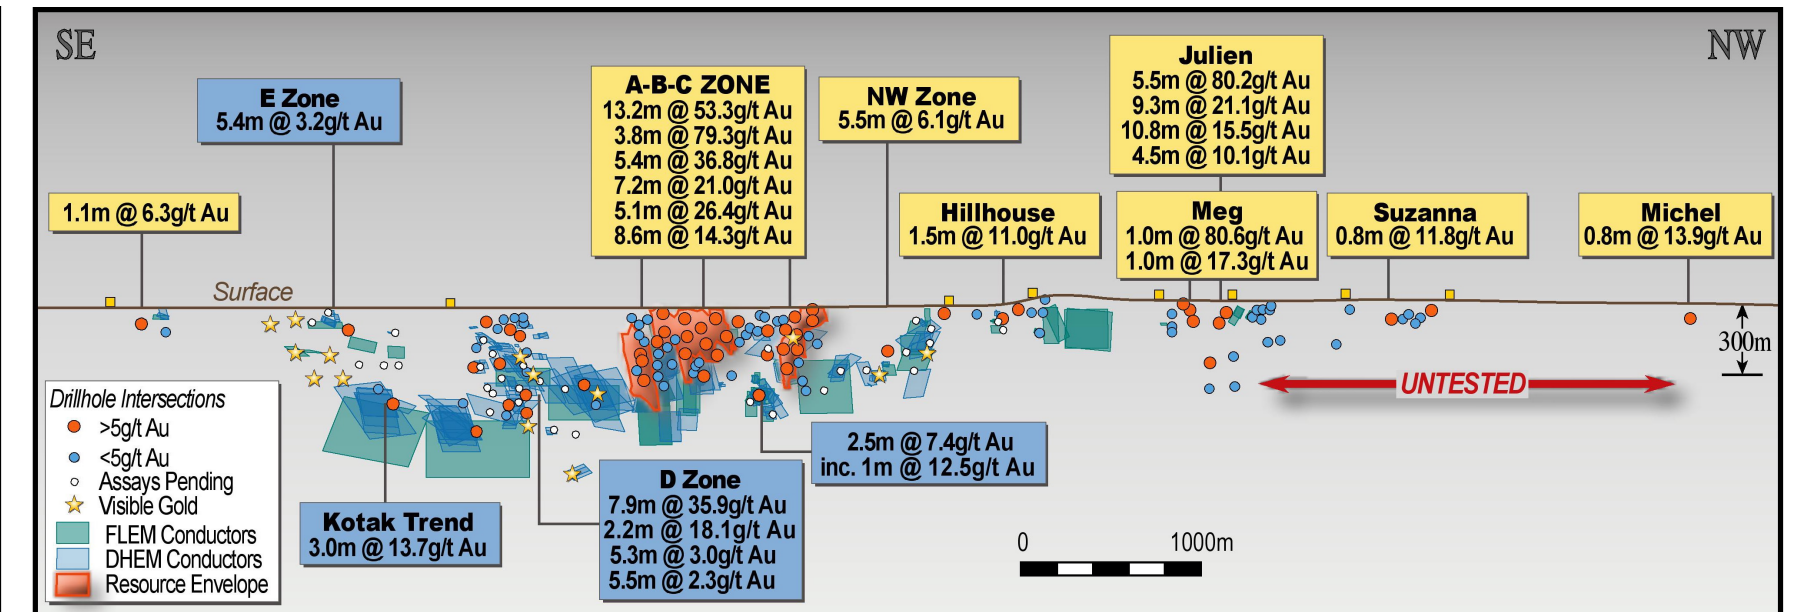 SE
NW
E Zone
5.4m @ 3.2g/t Au
A-B-C ZONE
13.2m @ 53.3g/t Au
3.8m @ 79.3g/t Au
5.4m @ 36.8g/t Au
7.2m @ 21.0g/t Au
5.1m @ 26.4g/t Au
8.6m @ 14.3g/t Au
NW Zone
5.5m @ 6.1g/t Au
Julien
5.5m @ 80.2g/t Au
9.3m @ 21.1g/t Au
10.8m @ 15.5g/t Au
4.5m @ 10.1g/t Au
1.1m @ 6.3g/t Au
Hillhouse
1.5m @ 11.0g/t Au
Meg
1.0m @ 80.6g/t Au
1.0m @ 17.3g/t Au
Suzanna
0.8m @ 11.8g/t Au
Michel
0.8m @ 13.9g/t Au
Surface
300m
UNTESTED
Drillhole Intersections
>5g/t Au
<5g/t Au
Assays Pending
Visible Gold
FLEM Conductors
DHEM Conductors
Resource Envelope
Kotak Trend
3.0m @ 13.7g/t Au
D Zone
7.9m @ 35.9g/t Au
2.2m @ 18.1g/t Au
5.3m @ 3.0g/t Au
5.5m @ 2.3g/t Au
2.5m @ 7.4g/t Au
inc. 1m @ 12.5g/t Au
0 1000m